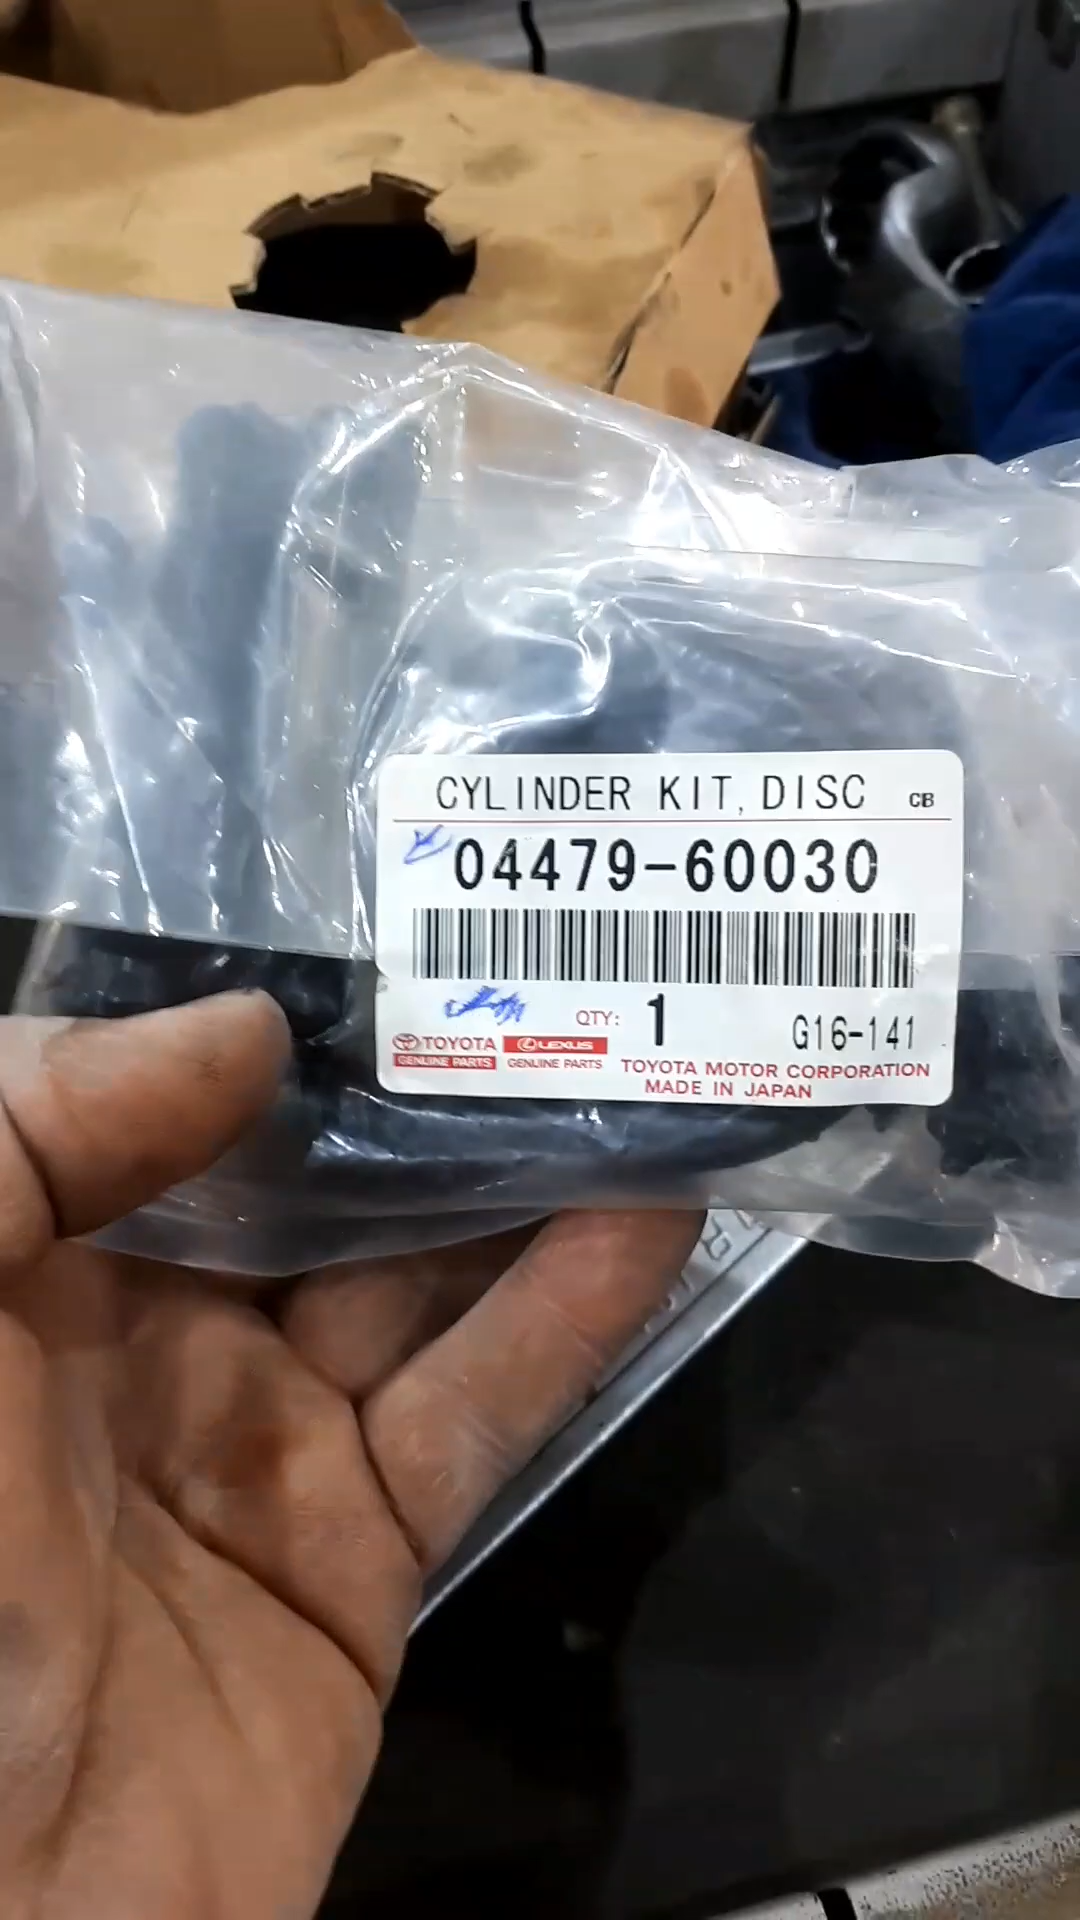 CYLINDER KIT, DISC CB
04479-60030
QTY: 1 G16-141
TOYOTA LEXUS
GENUINE PARTS GENUINE PARTS
TOYOTA MOTOR CORPORATION
MADE IN JAPAN